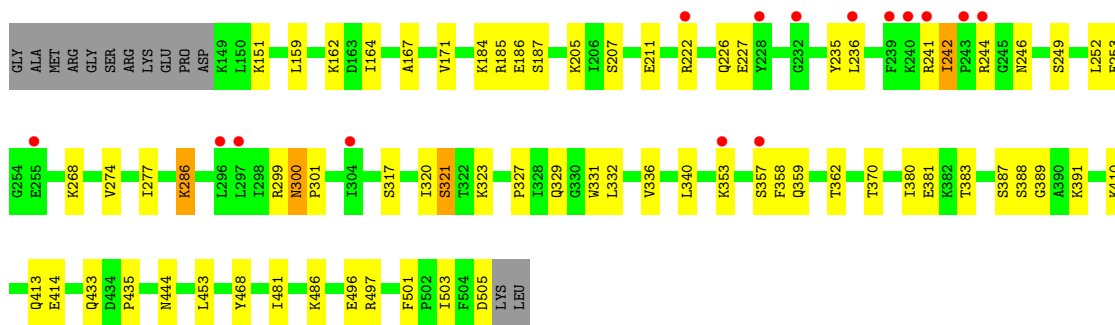 GLY ALA MET ARG GLY SER ARG LYS GLU PRO ASP K149 L150 K151 L159 K162 D163 I164 A167 V171 K184 R185 E186 S187 K205 I206 S207 E211 R222 Q226 E227 Y228 G232 Y235 L236 F239 K240 R241 I242 P243 R244 G245 N246 S249 L252
G254 E255 K268 V274 I277 K286 L296 L297 I298 R299 N300 P301 I304 S317 I320 S321 T322 K323 P327 I328 Q329 G330 W331 L332 V336 L340 K353 S357 F358 Q359 T362 T370 I380 E381 K382 T383 S387 S388 G389 A390 K391
Q413 E414 Q433 D434 P435 N444 L453 Y468 I481 K486 E496 R497 F501 P502 I503 F504 D505 LYS LEU